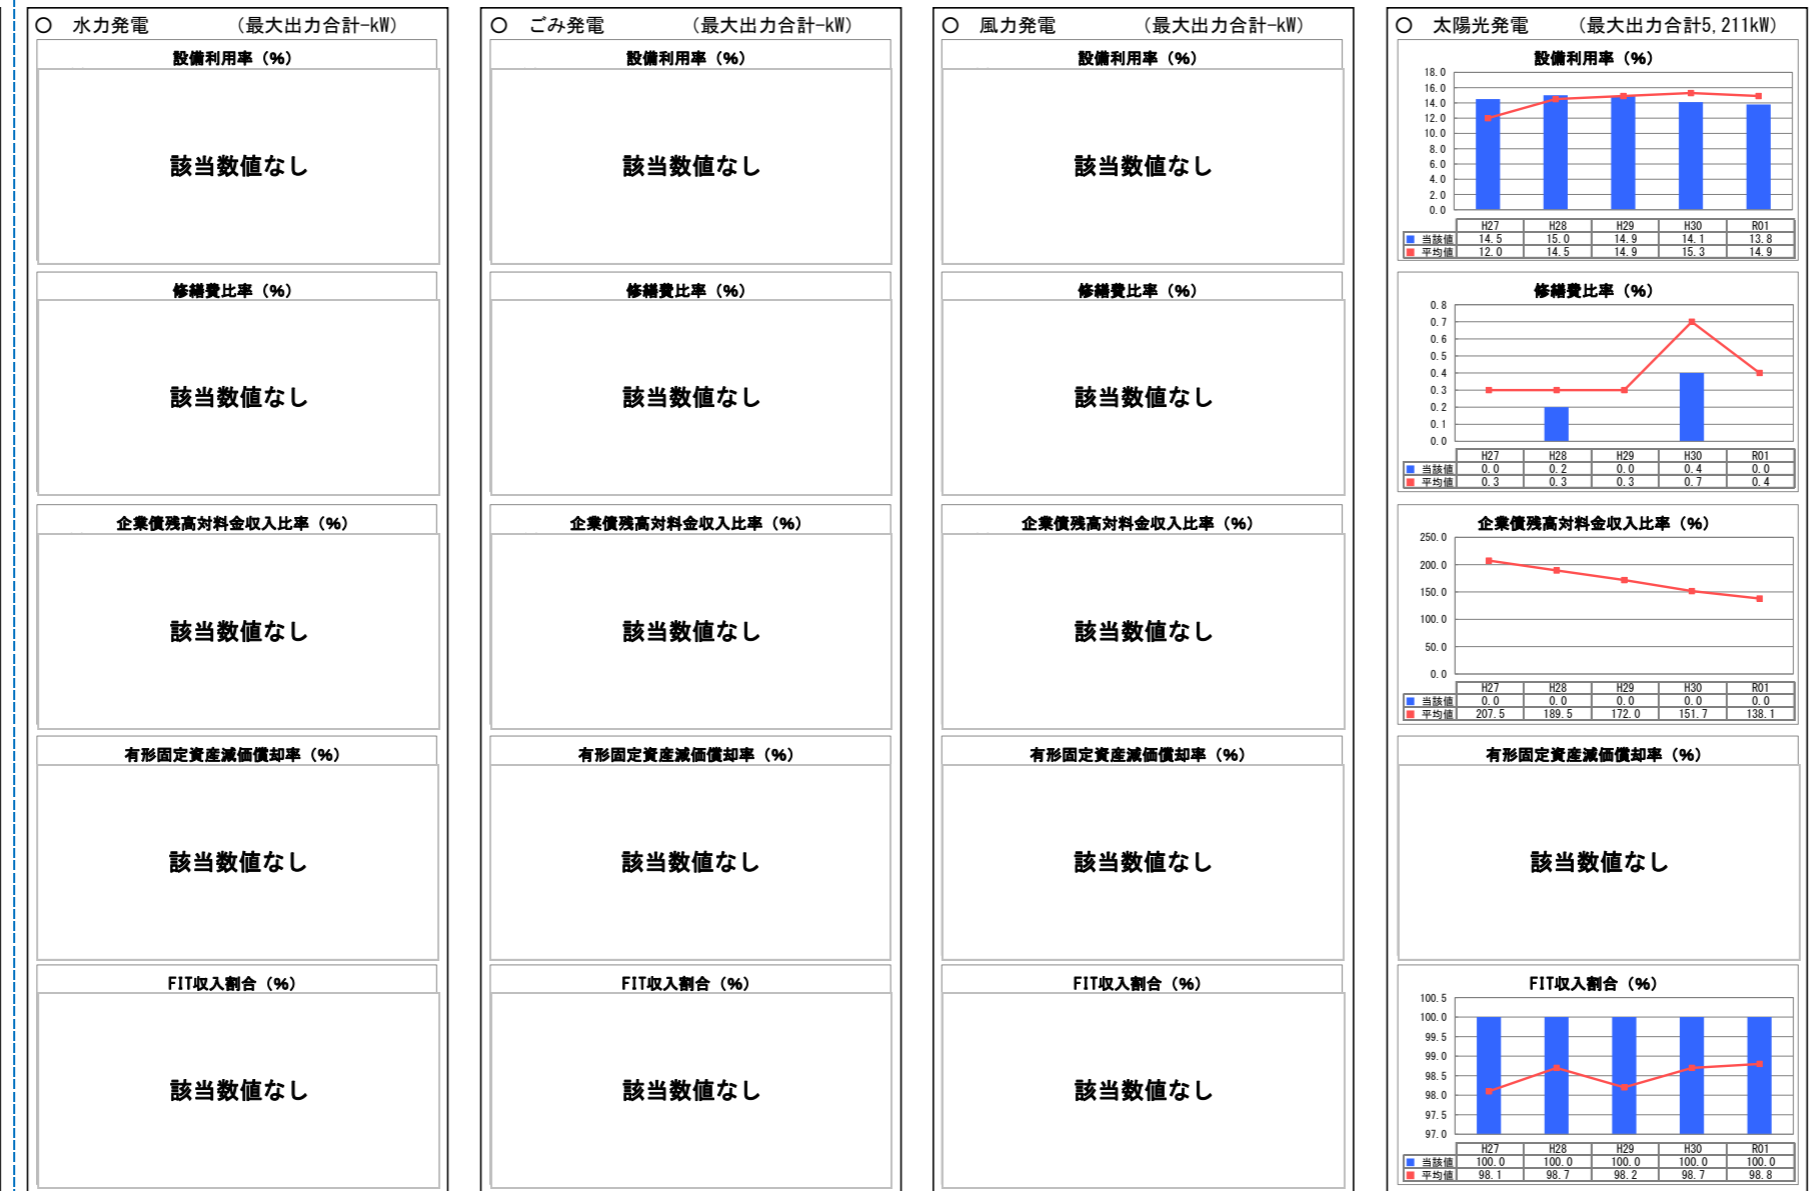 ○ 水力発電 （最大出力合計-kW）
設備利用率（%）
該当数値なし
修繕費比率（%）
該当数値なし
企業債残高対料金収入比率（%）
該当数値なし
有形固定資産減価償却率（%）
該当数値なし
FIT収入割合（%）
該当数値なし
○ ごみ発電 （最大出力合計-kW）
設備利用率（%）
該当数値なし
修繕費比率（%）
該当数値なし
企業債残高対料金収入比率（%）
該当数値なし
有形固定資産減価償却率（%）
該当数値なし
FIT収入割合（%）
該当数値なし
○ 風力発電 （最大出力合計-kW）
設備利用率（%）
該当数値なし
修繕費比率（%）
該当数値なし
企業債残高対料金収入比率（%）
該当数値なし
有形固定資産減価償却率（%）
該当数値なし
FIT収入割合（%）
該当数値なし
○ 太陽光発電 （最大出力合計5,211kW）
設備利用率（%）
18.0
16.0
14.0
12.0
10.0
8.0
6.0
4.0
2.0
0.0
H27 H28 H29 H30 R01
当該値 14.5 15.0 14.9 14.1 13.8
平均値 12.0 14.5 14.9 15.3 14.9
修繕費比率（%）
0.8
0.7
0.6
0.5
0.4
0.3
0.2
0.1
0.0
H27 H28 H29 H30 R01
当該値 0.0 0.2 0.0 0.4 0.0
平均値 0.3 0.3 0.3 0.7 0.4
企業債残高対料金収入比率（%）
250.0
200.0
150.0
100.0
50.0
0.0
H27 H28 H29 H30 R01
当該値 0.0 0.0 0.0 0.0 0.0
平均値 207.5 189.5 172.0 151.7 138.1
有形固定資産減価償却率（%）
該当数値なし
FIT収入割合（%）
100.5
100.0
99.5
99.0
98.5
98.0
97.5
97.0
H27 H28 H29 H30 R01
当該値 100.0 100.0 100.0 100.0 100.0
平均値 98.1 98.7 98.2 98.7 98.8